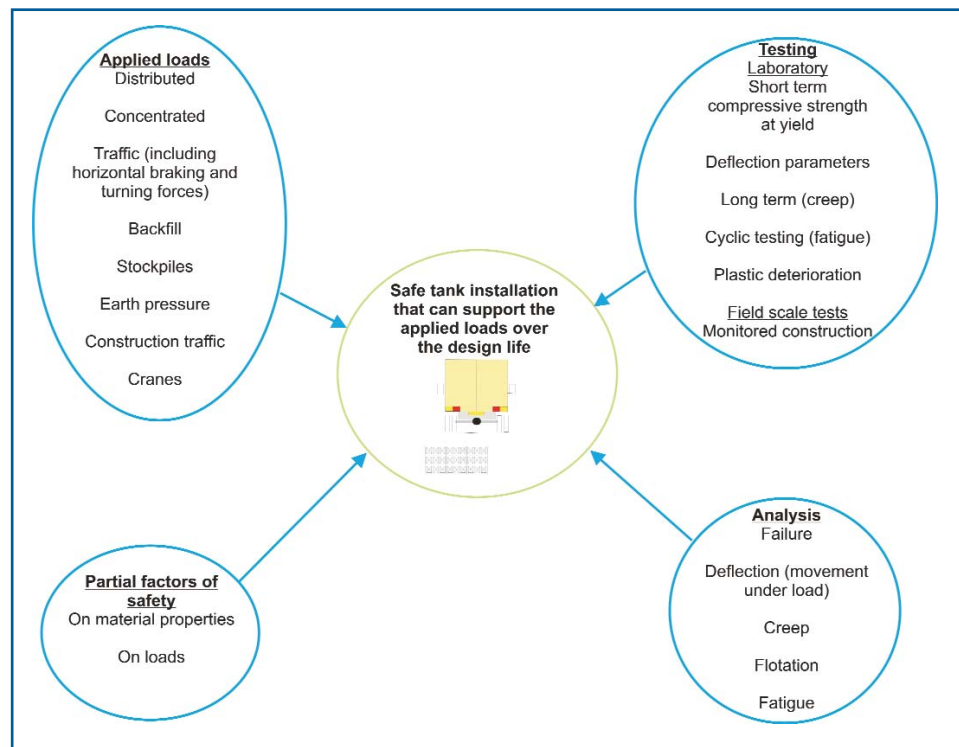 Applied loads
Distributed
Concentrated
Traffic (including
horizontal braking and
turning forces)
Backfill
Stockpiles
Earth pressure
Construction traffic
Cranes
Testing
Laboratory
Short term
compressive strength
at yield
Deflection parameters
Long term (creep)
Cyclic testing (fatigue)
Plastic deterioration
Field scale tests
Monitored construction
Safe tank installation
that can support the
applied loads over
the design life
Partial factors of
safety
On material properties
On loads
Analysis
Failure
Deflection (movement
under load)
Creep
Flotation
Fatigue